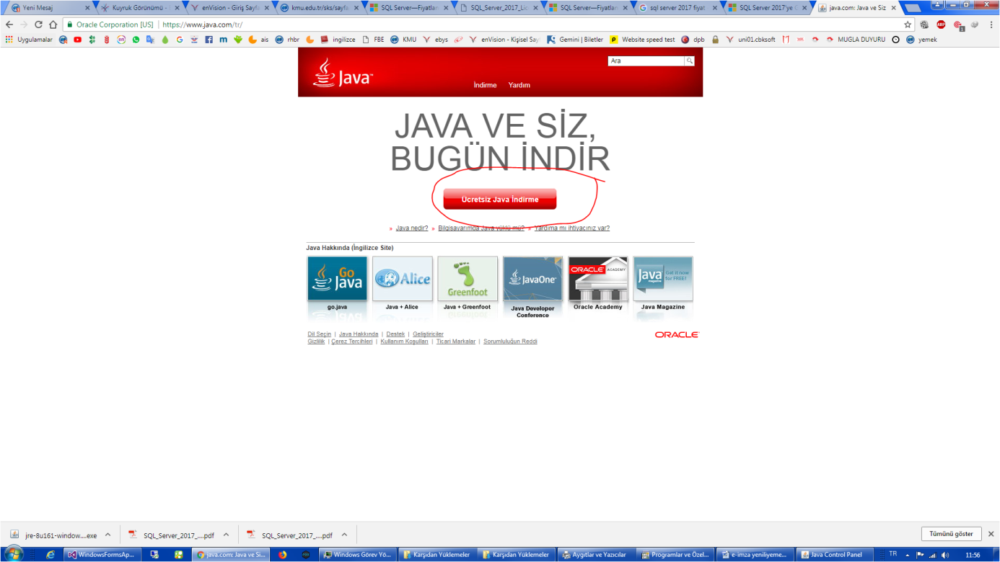 Yeni Mesaj
Kuyruk Görünümü -
enVision - Giriş Sayfa
kmu.edu.tr/sks/sayfa
SQL Server—Fiyatlan
SQL_Server_2017_Lice
SQL Server—Fiyatlan
sql server 2017 fiyat
SQL Server 2017'ye
java.com: Java ve Siz
Oracle Corporation [US] | https://www.java.com/tr/
Uygulamalar
ais
rhbr
ingilizce
FBE
KMU
ebys
enVision - Kişisel Say
Gemini | Biletler
Website speed test
dpb
uni01.cbksoft
MUGLA DUYURU
yemek
Java™
Ara
İndirme Yardım
JAVA VE SİZ,
BUGÜN İNDİR
Ücretsiz Java İndirme
» Java nedir? » Bilgisayarımda Java yüklü mü? » Yardıma mı ihtiyacınız var?
Java Hakkında (İngilizce Site)
Go Java
Alice
Greenfoot
JavaOne
ORACLE ACADEMY
Java magazine
Get it now for FREE!
go.java
Java + Alice
Java + Greenfoot
Java Developer Conference
Oracle Academy
Java Magazine
Dil Seçin | Java Hakkında | Destek | Geliştiriciler
Gizlilik | Çerez Tercihleri | Kullanım Koşulları | Ticari Markalar | Sorumluluğun Reddi
ORACLE
jre-8u161-window....exe
SQL_Server_2017_....pdf
SQL_Server_2017_....pdf
Tümünü göster
WindowsFormsAp...
java.com: Java ve Si...
Windows Görev Yö...
Karşıdan Yüklemeler
Karşıdan Yüklemeler
Aygıtlar ve Yazıcılar
Programlar ve Özel...
e-imza yeniliyeme...
Java Control Panel
TR
11:56